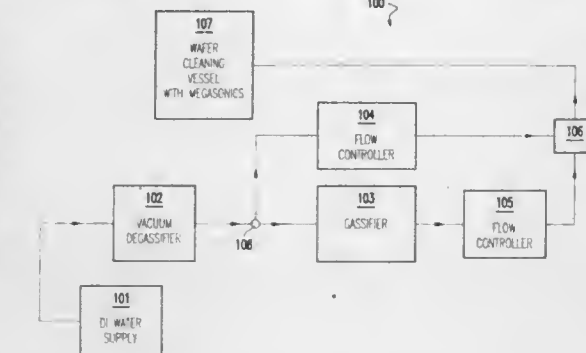 100
107
WAFER
CLEANING
VESSEL
WITH MEGASONICS
104
FLOW
CONTROLLER
106
102
VACUUM
DEGASSIFIER
108
103
GASSIFIER
105
FLOW
CONTROLLER
101
DI WATER
SUPPLY